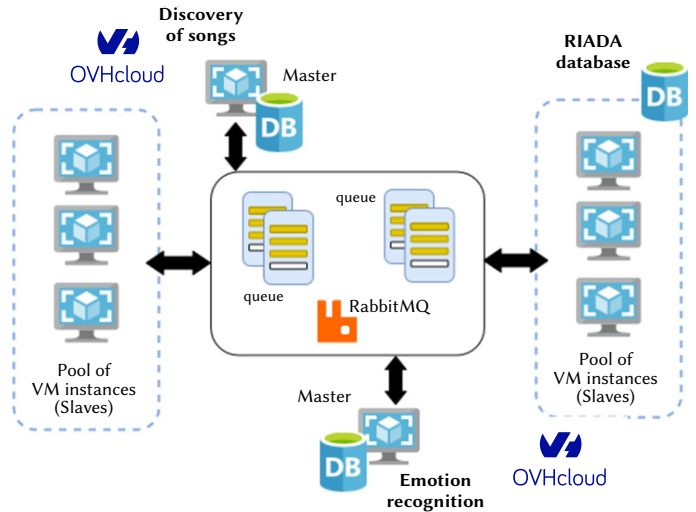 Discovery
of songs
OVHcloud
Master
DB
RIADA
database
DB
queue
queue
RabbitMQ
Pool of
VM instances
(Slaves)
Pool of
VM instances
(Slaves)
Master
DB
Emotion
recognition
OVHcloud